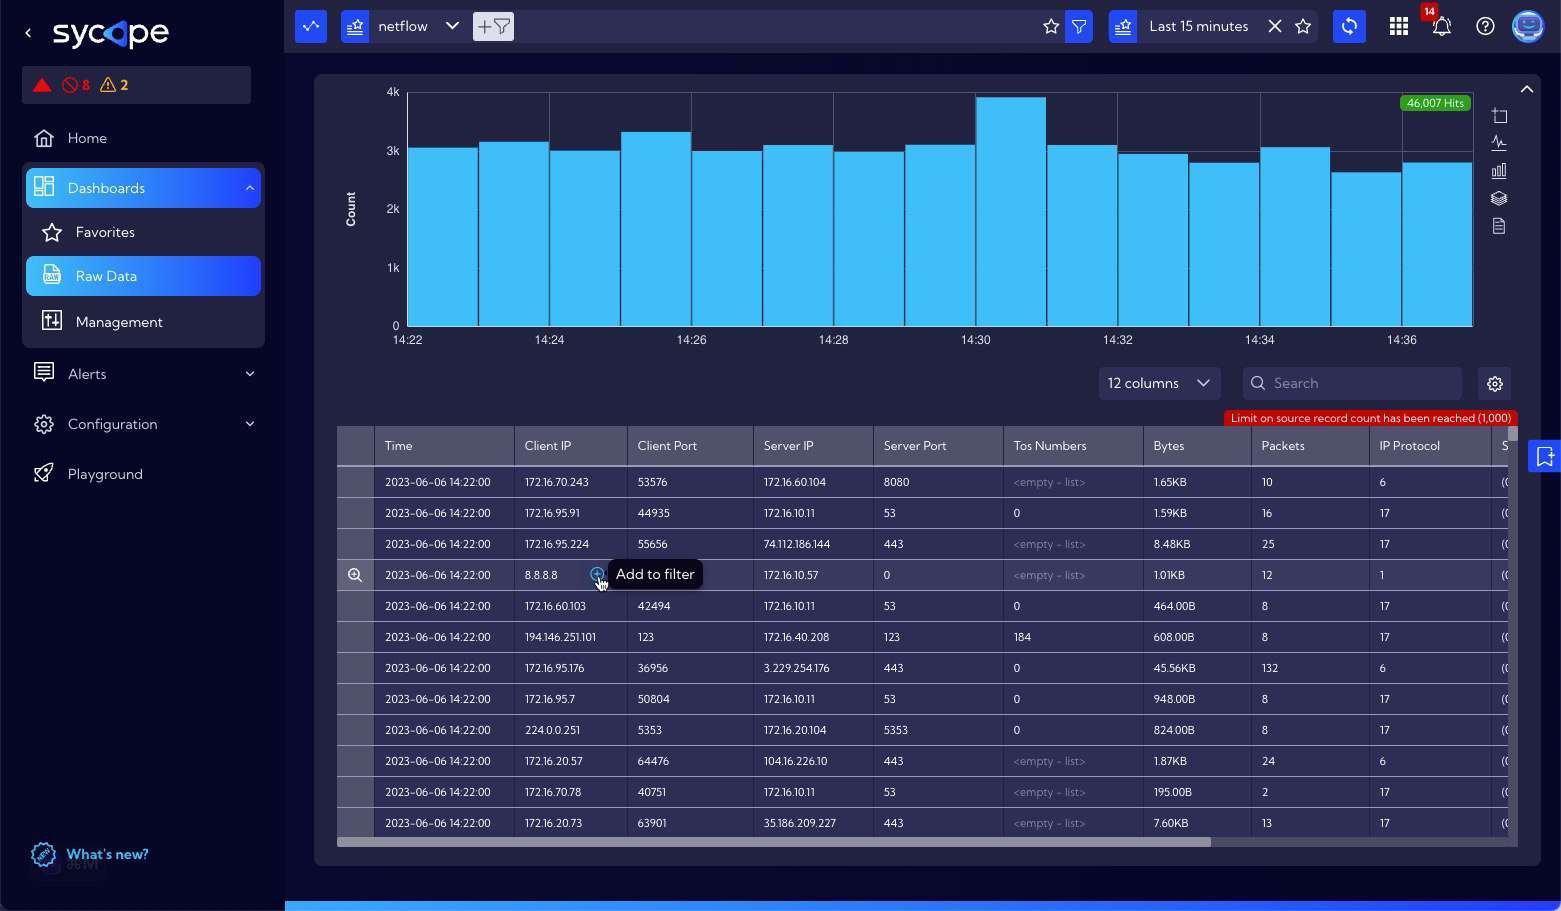 sycope
netflow
Last 15 minutes
14
8 2
Home
Dashboards
Favorites
Raw Data
Management
Alerts
Configuration
Playground
What's new?
⌘M
46,007 Hits
Count
4k
3k
2k
1k
0
14:22 14:24 14:26 14:28 14:30 14:32 14:34 14:36
12 columns Search
Limit on source record count has been reached (1,000)
Time Client IP Client Port Server IP Server Port Tos Numbers Bytes Packets IP Protocol S
2023-06-06 14:22:00 172.16.70.243 53576 172.16.60.104 8080 <empty - list> 1.65KB 10 6 (0
2023-06-06 14:22:00 172.16.95.91 44935 172.16.10.11 53 0 1.59KB 16 17 (0
2023-06-06 14:22:00 172.16.95.224 55656 74.112.186.144 443 <empty - list> 8.48KB 25 17 (0
2023-06-06 14:22:00 8.8.8.8 Add to filter 172.16.10.57 0 <empty - list> 1.01KB 12 1 (0
2023-06-06 14:22:00 172.16.60.103 42494 172.16.10.11 53 0 464.00B 8 17 (0
2023-06-06 14:22:00 194.146.251.101 123 172.16.40.208 123 184 608.00B 8 17 (0
2023-06-06 14:22:00 172.16.95.176 36956 3.229.254.176 443 0 45.56KB 132 6 (0
2023-06-06 14:22:00 172.16.95.7 50804 172.16.10.11 53 0 948.00B 8 17 (0
2023-06-06 14:22:00 224.0.0.251 5353 172.16.20.104 5353 0 824.00B 8 17 (0
2023-06-06 14:22:00 172.16.20.57 64476 104.16.226.10 443 <empty - list> 1.87KB 24 6 (0
2023-06-06 14:22:00 172.16.70.78 40751 172.16.10.11 53 <empty - list> 195.00B 2 17 (0
2023-06-06 14:22:00 172.16.20.73 63901 35.186.209.227 443 <empty - list> 7.60KB 13 17 (0